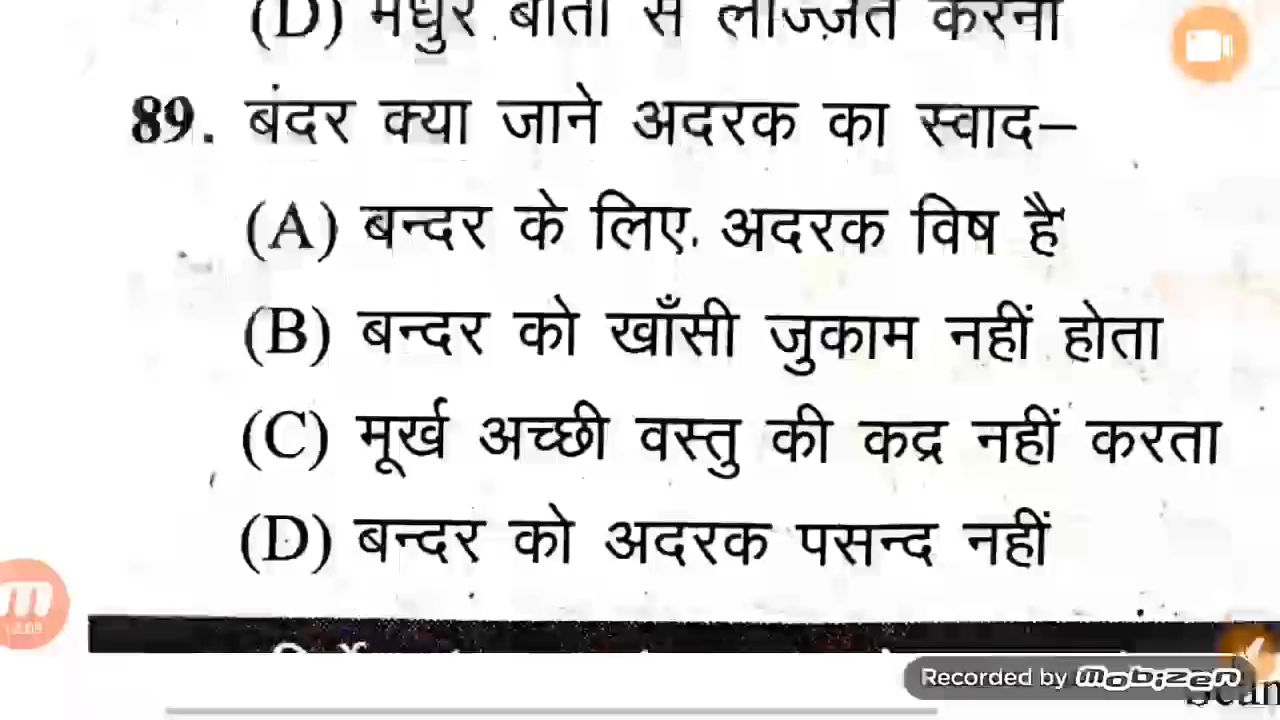 (D) मधुर बातों से लज्जित करना
89. बंदर क्या जाने अदरक का स्वाद–
(A) बन्दर के लिए अदरक विष है
(B) बन्दर को खाँसी जुकाम नहीं होता
(C) मूर्ख अच्छी वस्तु की कद्र नहीं करता
(D) बन्दर को अदरक पसन्द नहीं
Recorded by mobizen